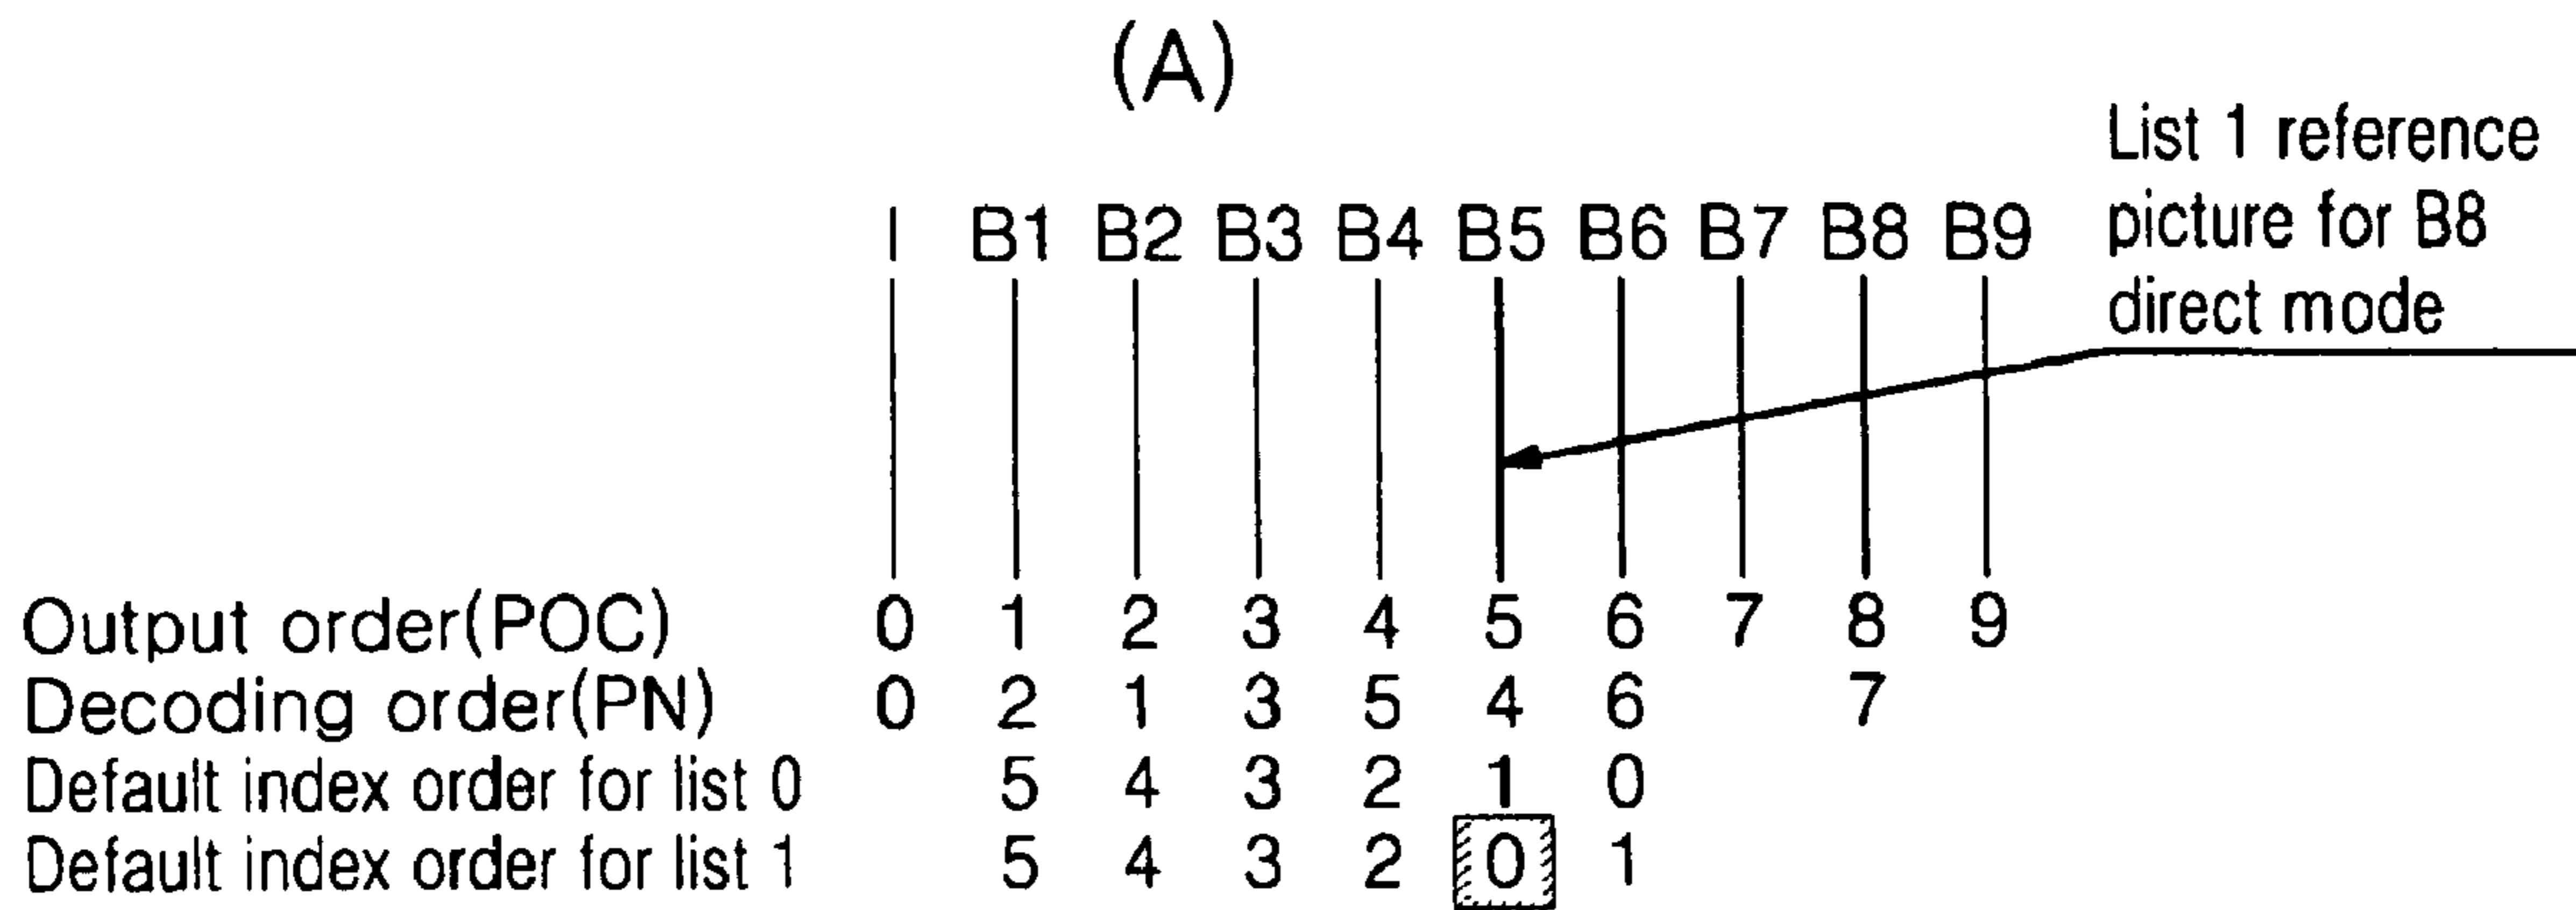 (A)
List 1 reference
picture for B8
direct mode
I B1 B2 B3 B4 B5 B6 B7 B8 B9
Output order(POC) 0 1 2 3 4 5 6 7 8 9
Decoding order(PN) 0 2 1 3 5 4 6 7
Default index order for list 0 5 4 3 2 1 0
Default index order for list 1 5 4 3 2 0 1